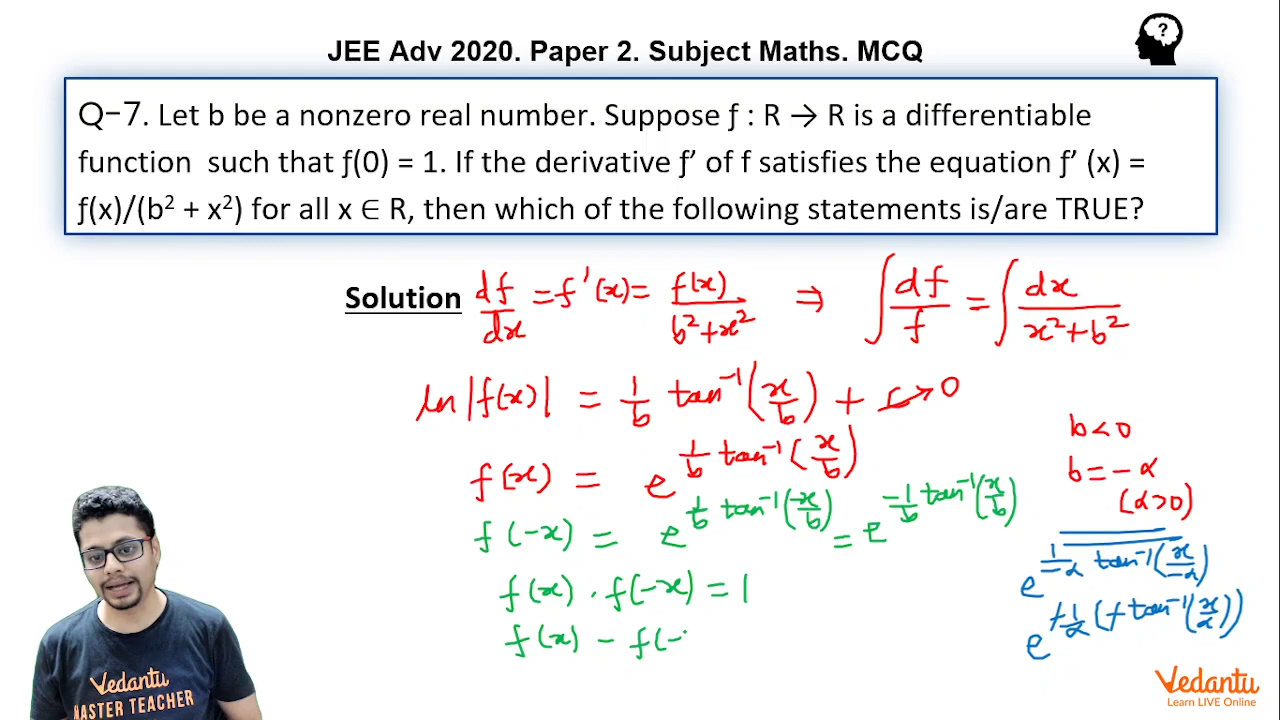 ?
JEE Adv 2020. Paper 2. Subject Maths. MCQ
Q-7. Let b be a nonzero real number. Suppose ƒ : R → R is a differentiable
function such that ƒ(0) = 1. If the derivative ƒ’ of f satisfies the equation ƒ’ (x) =
ƒ(x)/(b² + x²) for all x ∈ R, then which of the following statements is/are TRUE?
Solution df/dx = f'(x) = f(x)/(b²+x²) ⇒ ∫ df/f = ∫ dx/(x²+b²)
ln|f(x)| = 1/b tan⁻¹(x/b) + c→0
f(x) = e^(1/b tan⁻¹(x/b))
f(-x) = e^(1/b tan⁻¹(-x/b)) = e^(-1/b tan⁻¹(x/b))
f(x) . f(-x) = 1
f(x) - f(-
b<0
b = -α
(α>0)
e^(1/-α tan⁻¹(x/-α))
e^(+1/α (+ tan⁻¹(x/α)))
Vedantu
MASTER TEACHER
Vedantu
Learn LIVE Online